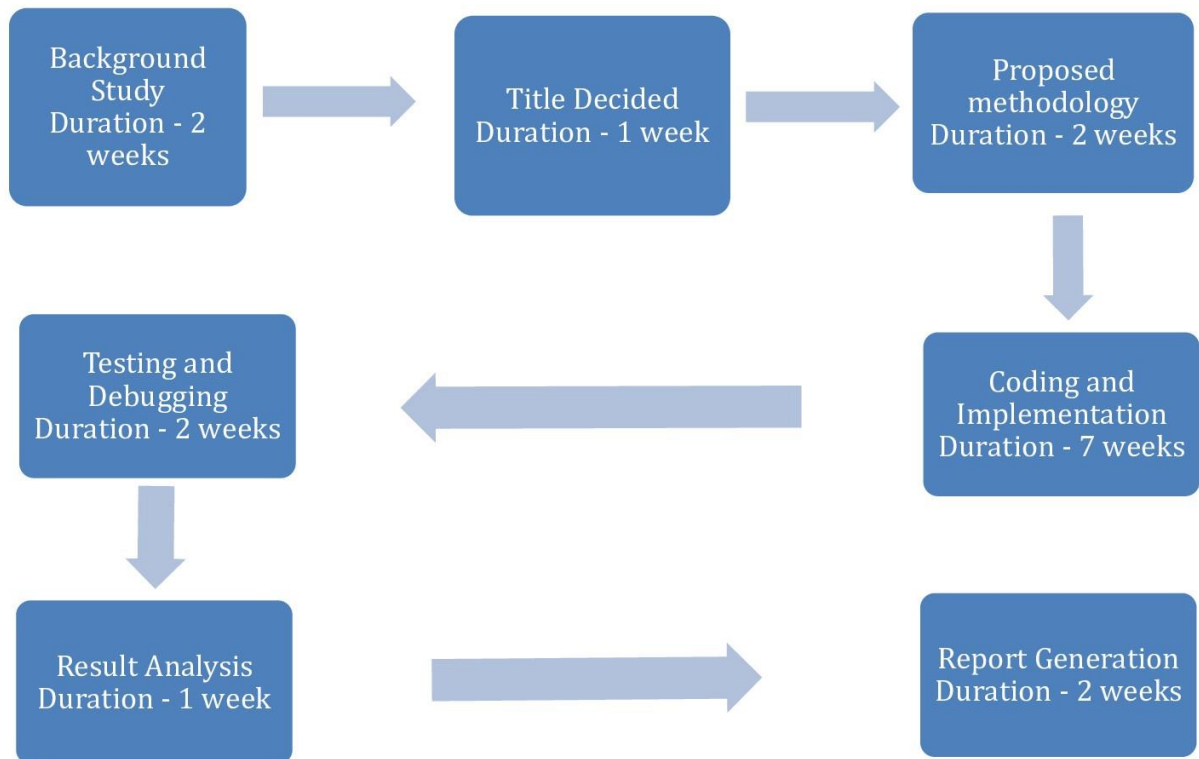 Background
Study
Duration - 2
weeks
Title Decided
Duration - 1 week
Proposed
methodology
Duration - 2 weeks
Coding and
Implementation
Duration - 7 weeks
Testing and
Debugging
Duration - 2 weeks
Result Analysis
Duration - 1 week
Report Generation
Duration - 2 weeks